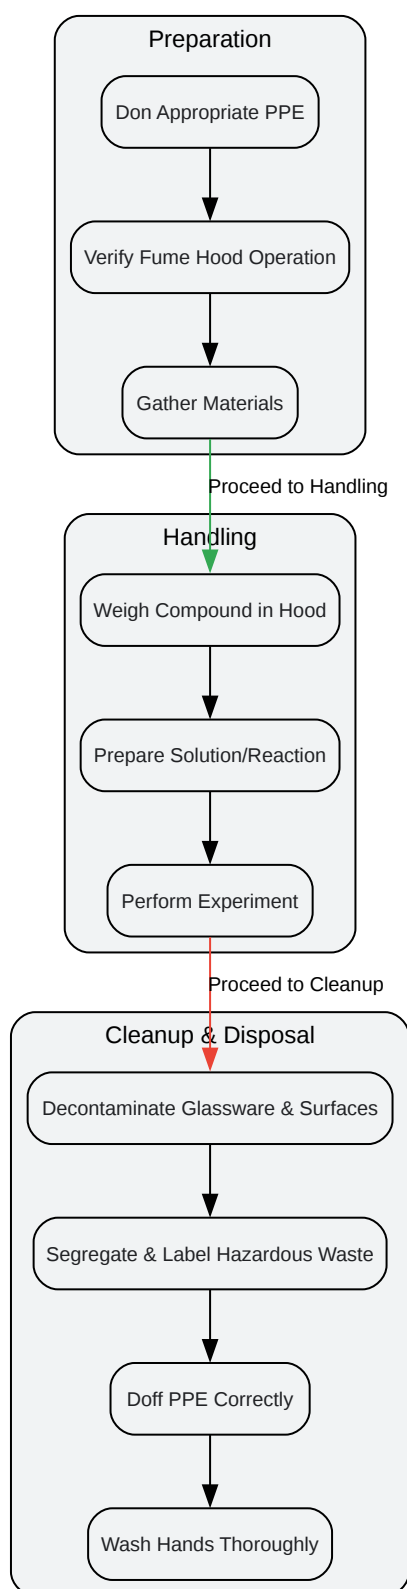 Preparation
Don Appropriate PPE
Verify Fume Hood Operation
Gather Materials
Proceed to Handling
Handling
Weigh Compound in Hood
Prepare Solution/Reaction
Perform Experiment
Proceed to Cleanup
Cleanup & Disposal
Decontaminate Glassware & Surfaces
Segregate & Label Hazardous Waste
Doff PPE Correctly
Wash Hands Thoroughly